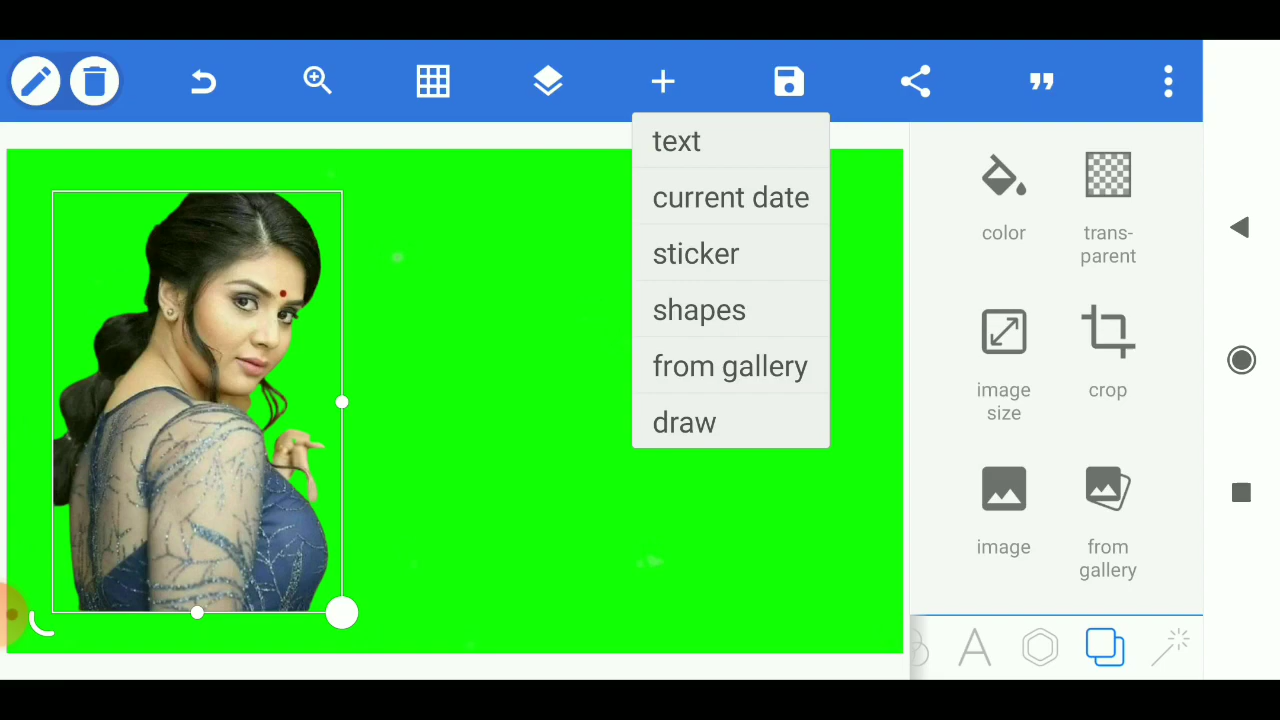 text
current date
sticker
shapes
from gallery
draw
color
trans-
parent
image
size
crop
image
from
gallery